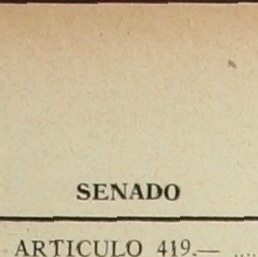 SENADO
ARTICULO 419.— ....